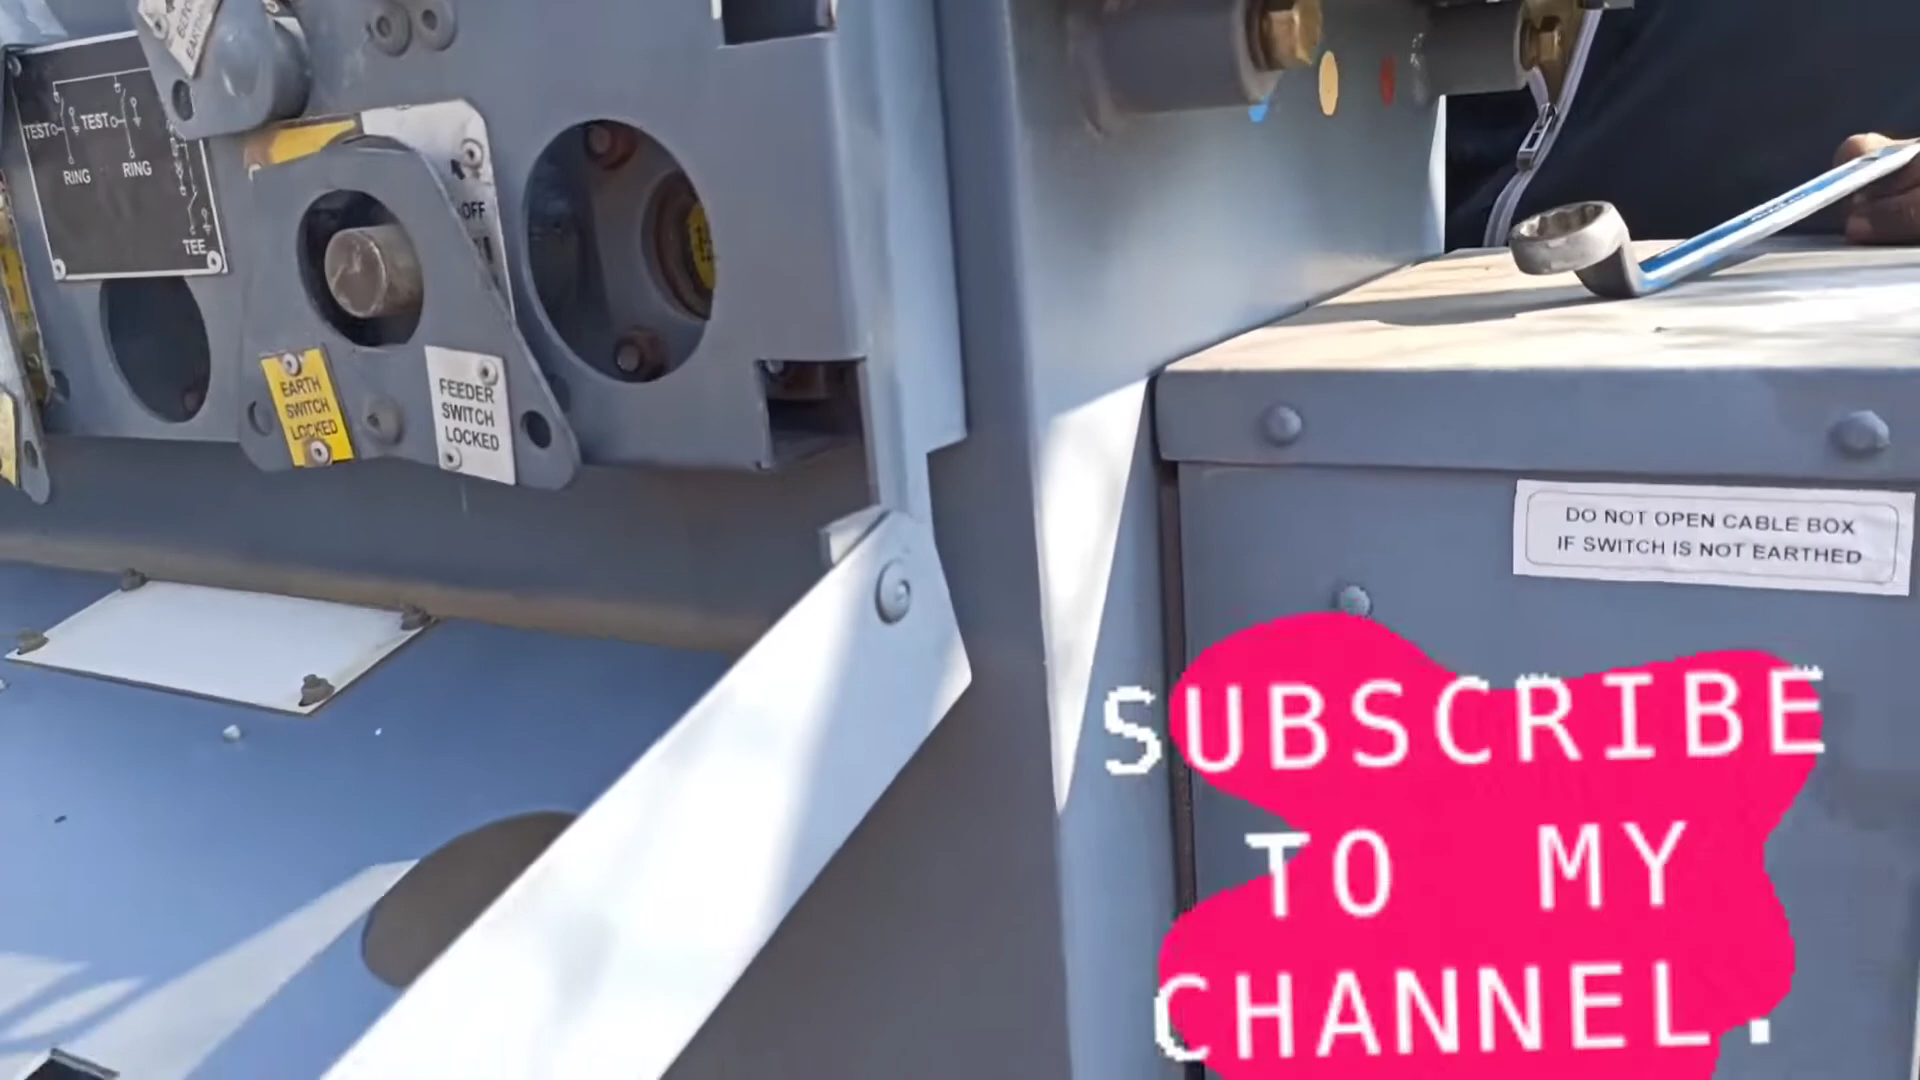 TEST
TEST
RING
RING
TEE
OFF
EARTH
SWITCH
LOCKED
FEEDER
SWITCH
LOCKED
DO NOT OPEN CABLE BOX
IF SWITCH IS NOT EARTHED
SUBSCRIBE
TO MY
CHANNEL.